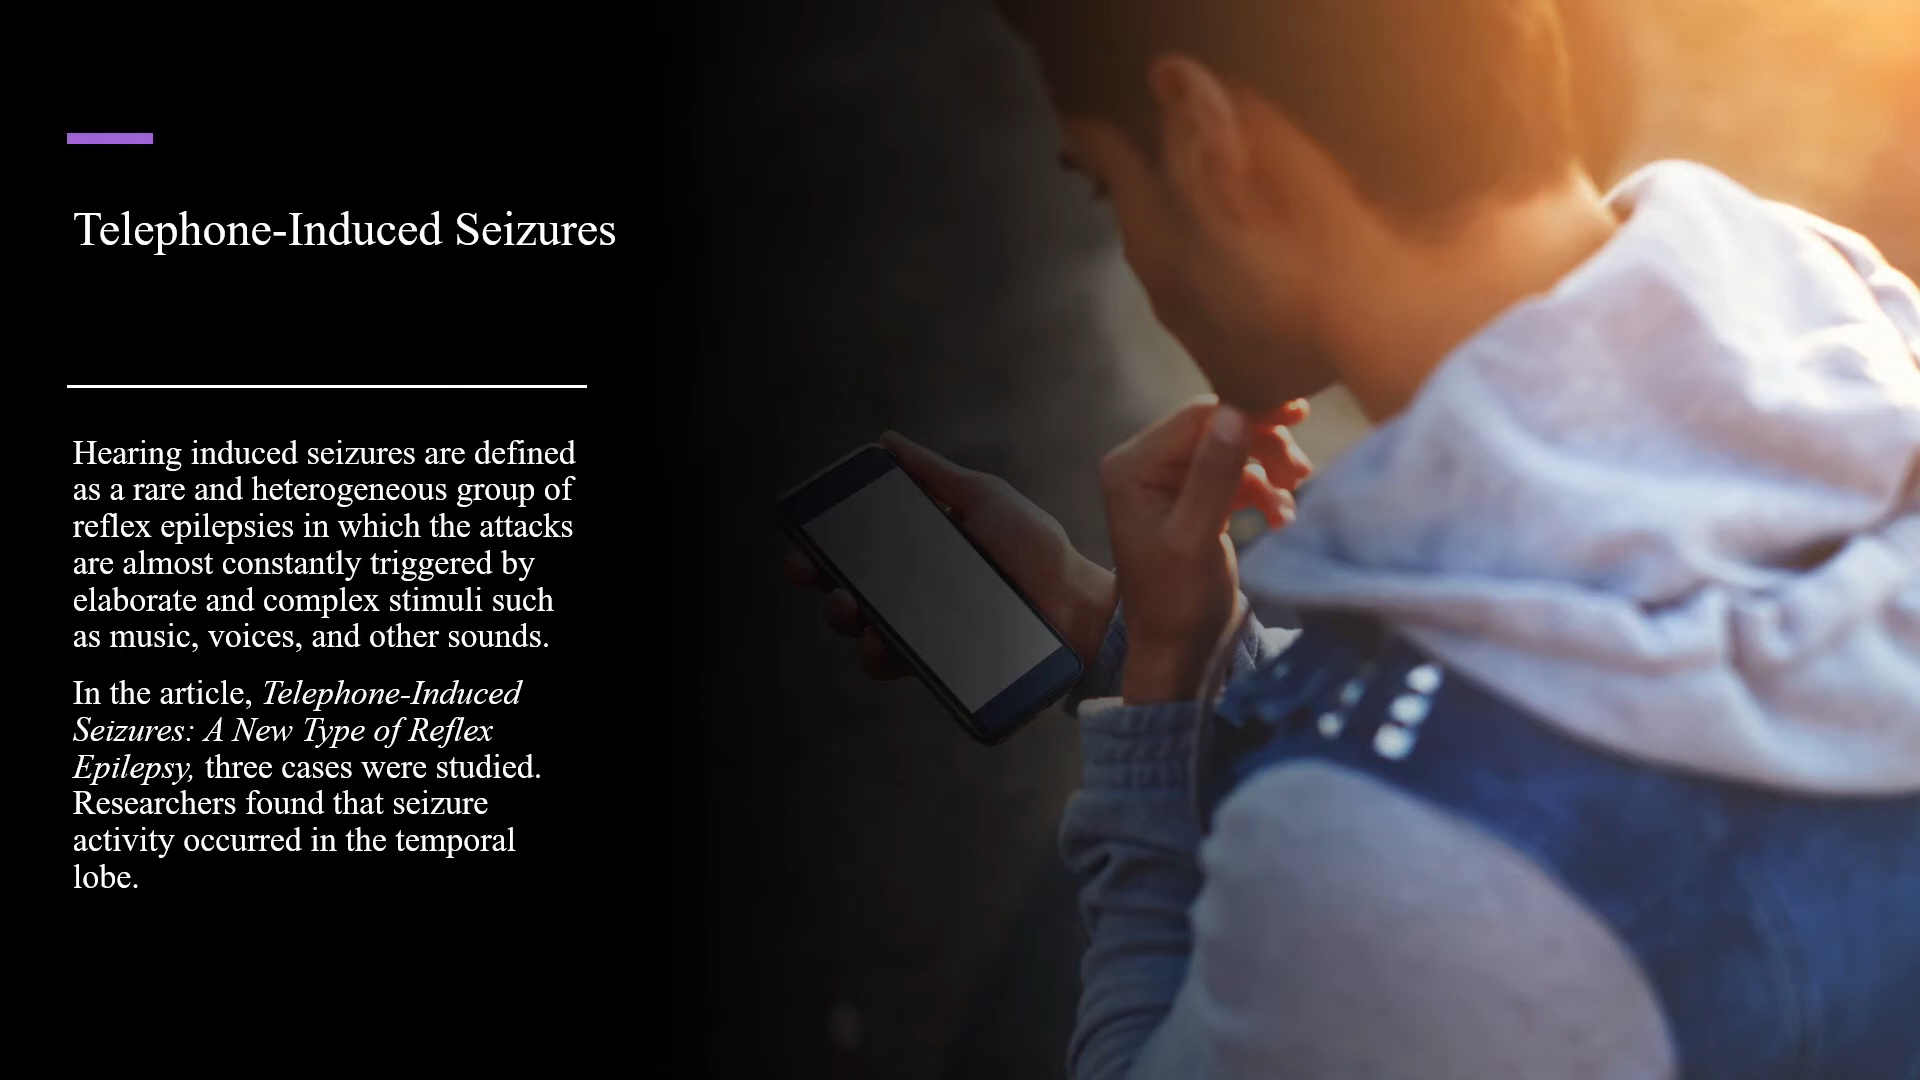 Telephone-Induced Seizures
Hearing induced seizures are defined
as a rare and heterogeneous group of
reflex epilepsies in which the attacks
are almost constantly triggered by
elaborate and complex stimuli such
as music, voices, and other sounds.
In the article, Telephone-Induced
Seizures: A New Type of Reflex
Epilepsy, three cases were studied.
Researchers found that seizure
activity occurred in the temporal
lobe.